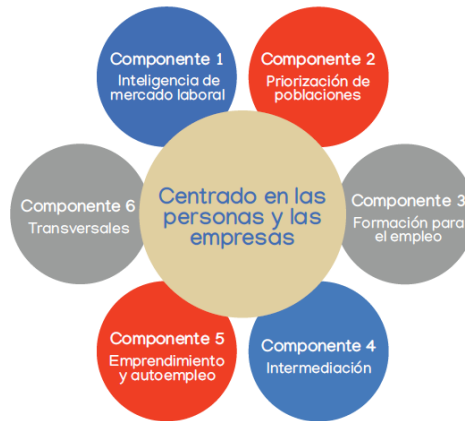 Componente 1
Inteligencia de
mercado laboral
Componente 2
Priorización de
poblaciones
Centrado en las
personas y las
empresas
Componente 3
Formación para
el empleo
Componente 4
Intermediación
Componente 5
Emprendimiento
y autoempleo
Componente 6
Transversales